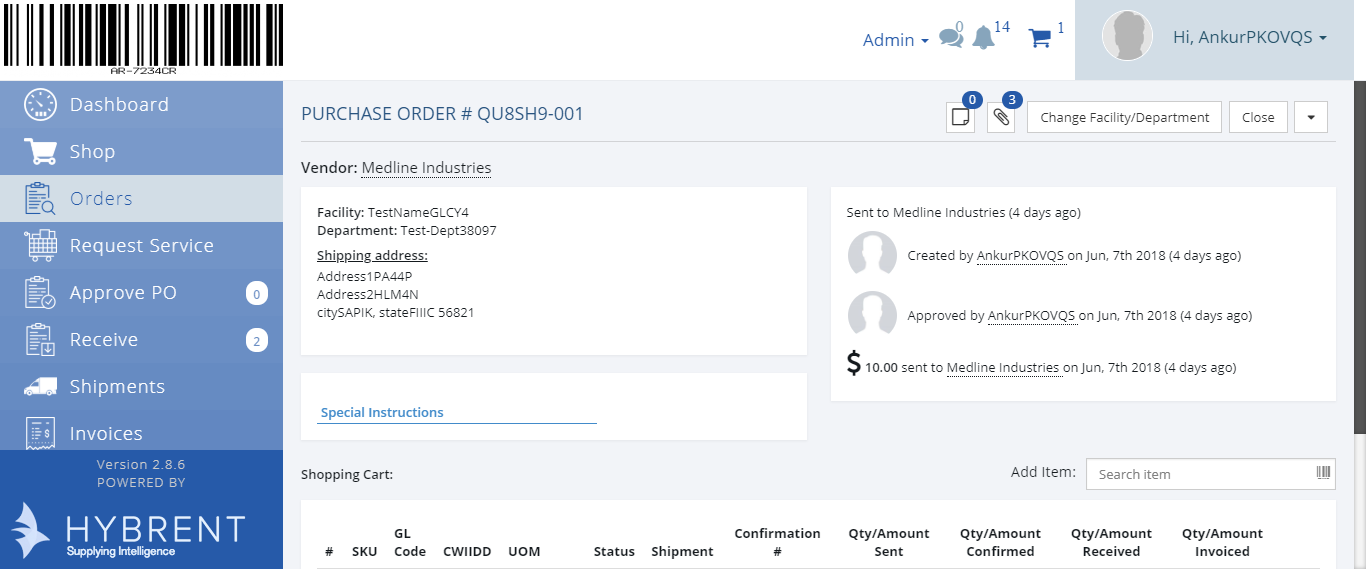 AR-7234CR
Admin
0
14
1
Hi, AnkurPKOVQS
Dashboard
Shop
Orders
Request Service
Approve PO 0
Receive 2
Shipments
Invoices
Version 2.8.6
POWERED BY
HYBRENT
Supplying Intelligence
PURCHASE ORDER # QU8SH9-001
0
3
Change Facility/Department
Close
Vendor: Medline Industries
Facility: TestNameGLCY4
Department: Test-Dept38097
Shipping address:
Address1PA44P
Address2HLM4N
citySAPIK, stateFIIIC 56821
Special Instructions
Sent to Medline Industries (4 days ago)
Created by AnkurPKOVQS on Jun, 7th 2018 (4 days ago)
Approved by AnkurPKOVQS on Jun, 7th 2018 (4 days ago)
$ 10.00 sent to Medline Industries on Jun, 7th 2018 (4 days ago)
Shopping Cart:
Add Item: Search item
#
SKU
GL
Code
CWIIDD
UOM
Status
Shipment
Confirmation
#
Qty/Amount
Sent
Qty/Amount
Confirmed
Qty/Amount
Received
Qty/Amount
Invoiced